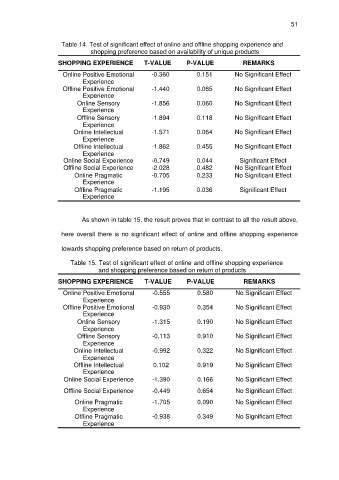 51
Table 14. Test of significant effect of online and offline shopping experience and
shopping preference based on availability of unique products
SHOPPING EXPERIENCE T-VALUE P-VALUE REMARKS
Online Positive Emotional Experience -0.360 0.151 No Significant Effect
Offline Positive Emotional Experience -1.440 0.065 No Significant Effect
Online Sensory Experience -1.856 0.060 No Significant Effect
Offline Sensory Experience -1.894 0.118 No Significant Effect
Online Intellectual Experience -1.571 0.064 No Significant Effect
Offline Intellectual Experience -1.862 0.455 No Significant Effect
Online Social Experience -0.749 0.044 Significant Effect
Offline Social Experience -2.028 0.482 No Significant Effect
Online Pragmatic Experience -0.705 0.233 No Significant Effect
Offline Pragmatic Experience -1.195 0.036 Significant Effect
As shown in table 15, the result proves that in contrast to all the result above,
here overall there is no significant effect of online and offline shopping experience
towards shopping preference based on return of products.
Table 15. Test of significant effect of online and offline shopping experience
and shopping preference based on return of products
SHOPPING EXPERIENCE T-VALUE P-VALUE REMARKS
Online Positive Emotional Experience -0.555 0.580 No Significant Effect
Offline Positive Emotional Experience -0.930 0.354 No Significant Effect
Online Sensory Experience -1.315 0.190 No Significant Effect
Offline Sensory Experience -0.113 0.910 No Significant Effect
Online Intellectual Experience -0.992 0.322 No Significant Effect
Offline Intellectual Experience 0.102 0.919 No Significant Effect
Online Social Experience -1.390 0.166 No Significant Effect
Offline Social Experience -0.449 0.654 No Significant Effect
Online Pragmatic Experience -1.705 0.090 No Significant Effect
Offline Pragmatic Experience -0.938 0.349 No Significant Effect